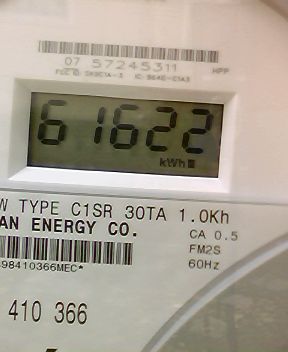 07 57245311
HPP
61622
kWh
TYPE C1SR 30TA 1.0Kh
AN ENERGY CO.
CA 0.5
FM2S
60Hz
98410366MEC*
410 366